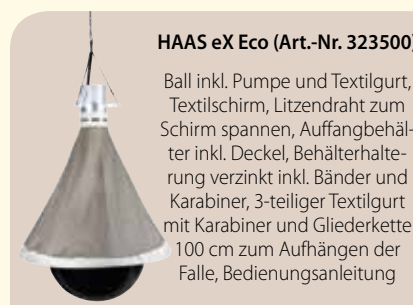 HAAS eX Eco (Art.-Nr. 323500)
Ball inkl. Pumpe und Textilgurt,
Textilschirm, Litzendraht zum
Schirm spannen, Auffangbehäl-
ter inkl. Deckel, Behälterhalte-
rung verzinkt inkl. Bänder und
Karabiner, 3-teiliger Textilgurt
mit Karabiner und Gliederkette
100 cm zum Aufhängen der
Falle, Bedienungsanleitung